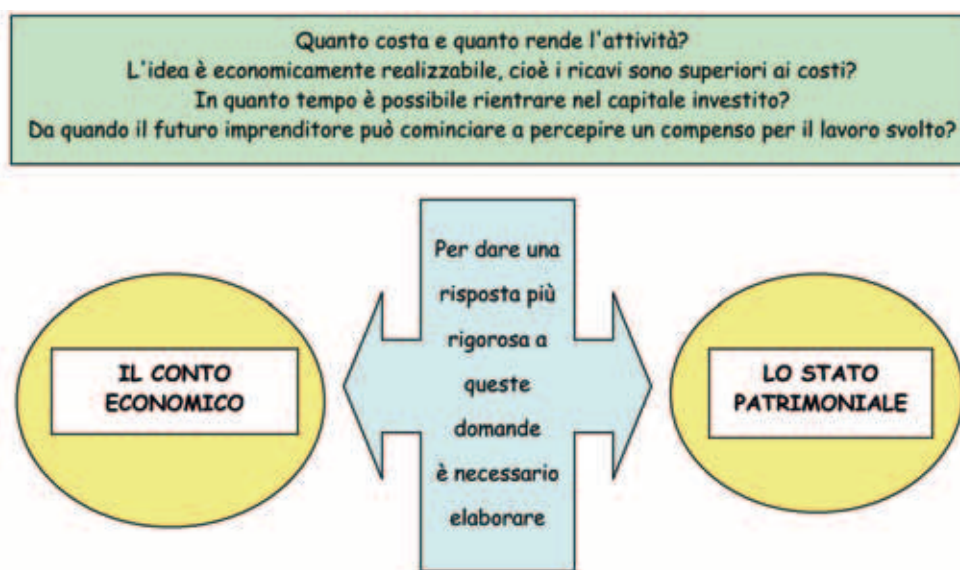 Quanto costa e quanto rende l'attività?
L'idea è economicamente realizzabile, cioè i ricavi sono superiori ai costi?
In quanto tempo è possibile rientrare nel capitale investito?
Da quando il futuro imprenditore può cominciare a percepire un compenso per il lavoro svolto?
Per dare una
risposta più
rigorosa a
queste
domande
è necessario
elaborare
IL CONTO
ECONOMICO
LO STATO
PATRIMONIALE